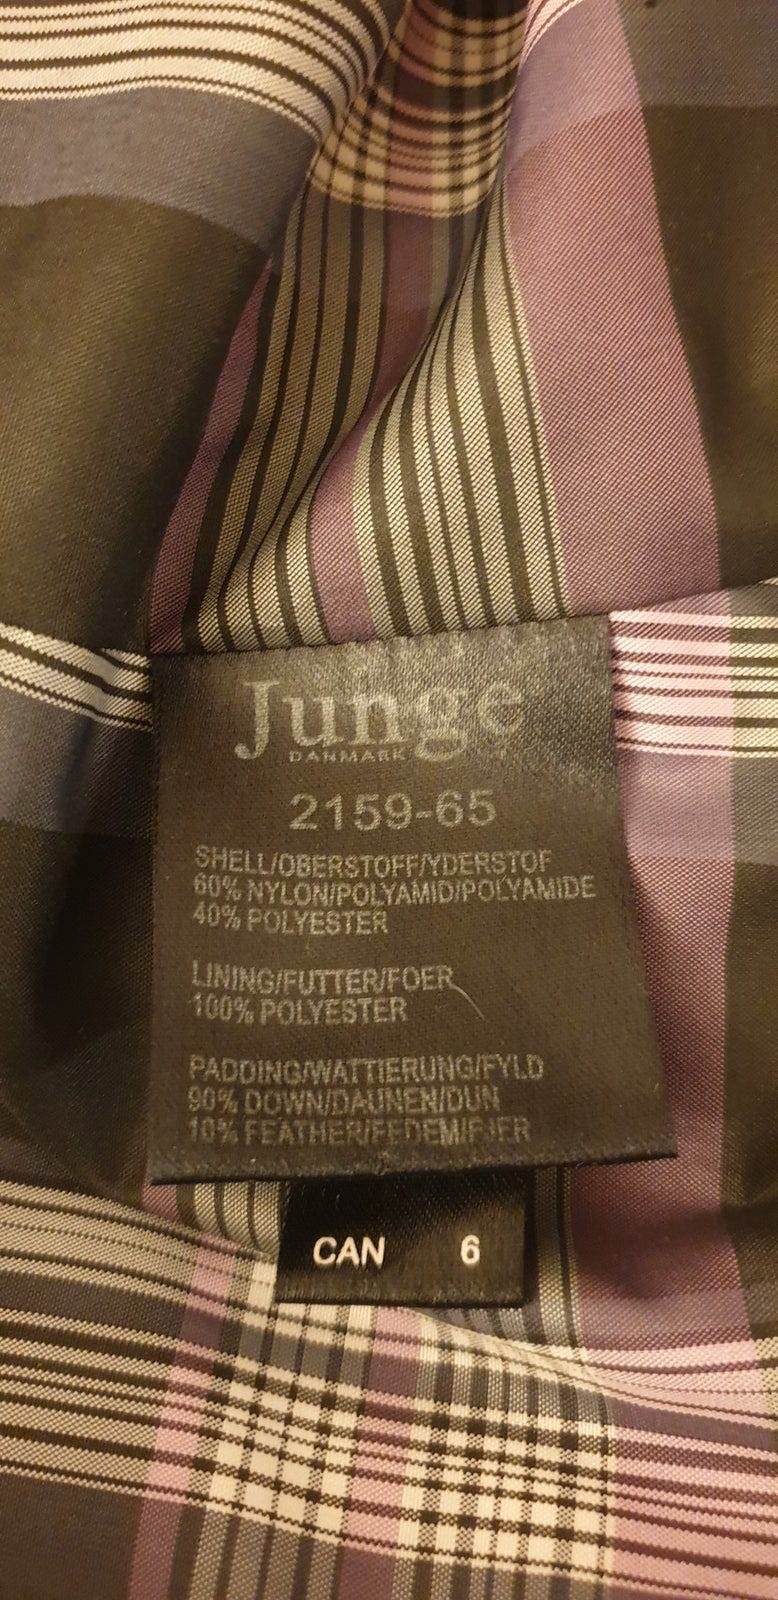 Junge
DANMARK
2159-65
SHELL/OBERSTOFF/YDERSTOF
60% NYLON/POLYAMID/POLYAMIDE
40% POLYESTER
LINING/FUTTER/FOER
100% POLYESTER
PADDING/WATTIERUNG/FYLD
90% DOWN/DAUNEN/DUN
10% FEATHER/FEDEM/FJER
CAN 6